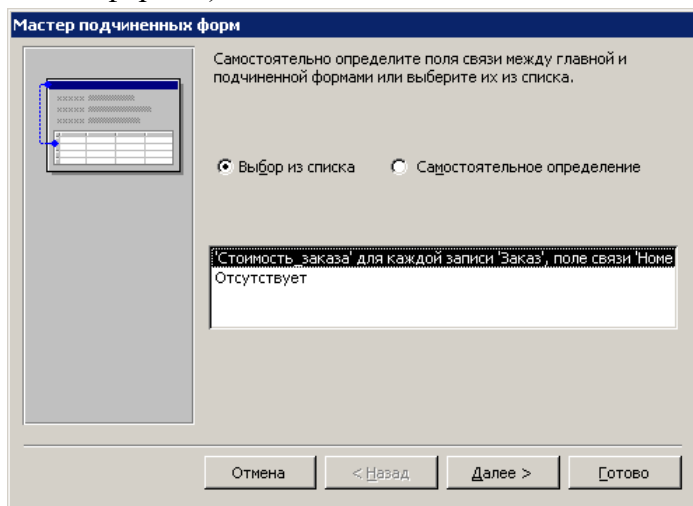 Мастер подчиненных форм
Самостоятельно определите поля связи между главной и
подчиненной формами или выберите их из списка.
Выбор из списка
Самостоятельное определение
'Стоимость_заказа' для каждой записи 'Заказ', поле связи 'Номе
Отсутствует
Отмена
< Назад
Далее >
Готово